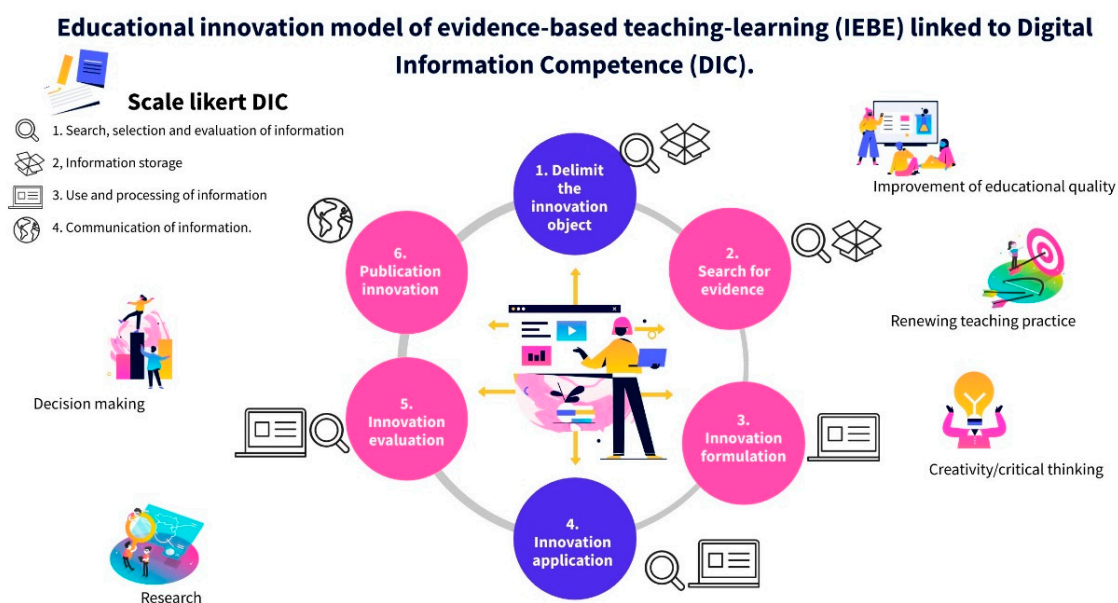 Educational innovation model of evidence-based teaching-learning (IEBE) linked to Digital
Information Competence (DIC).
Scale likert DIC
1. Search, selection and evaluation of information
2, Information storage
3. Use and processing of information
4. Communication of information.
1. Delimit
the
innovation
object
2.
Search for
evidence
3.
Innovation
formulation
4.
Innovation
application
5.
Innovation
evaluation
6.
Publication
innovation
Improvement of educational quality
Renewing teaching practice
Creativity/critical thinking
Decision making
Research